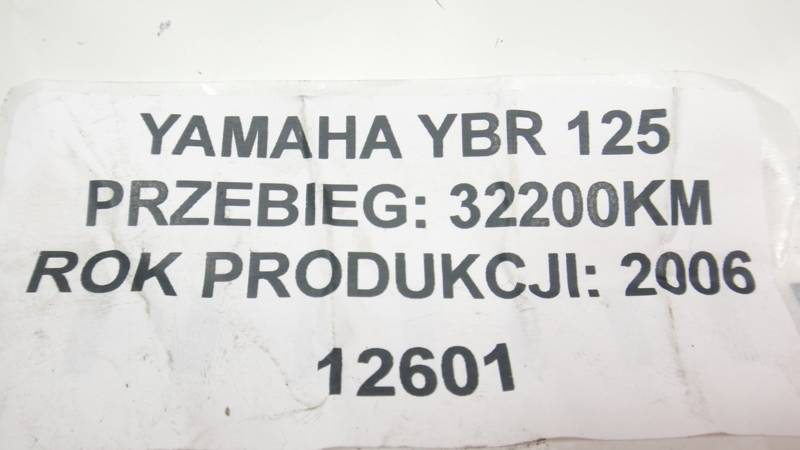 YAMAHA YBR 125
PRZEBIEG: 32200KM
ROK PRODUKCJI: 2006
12601